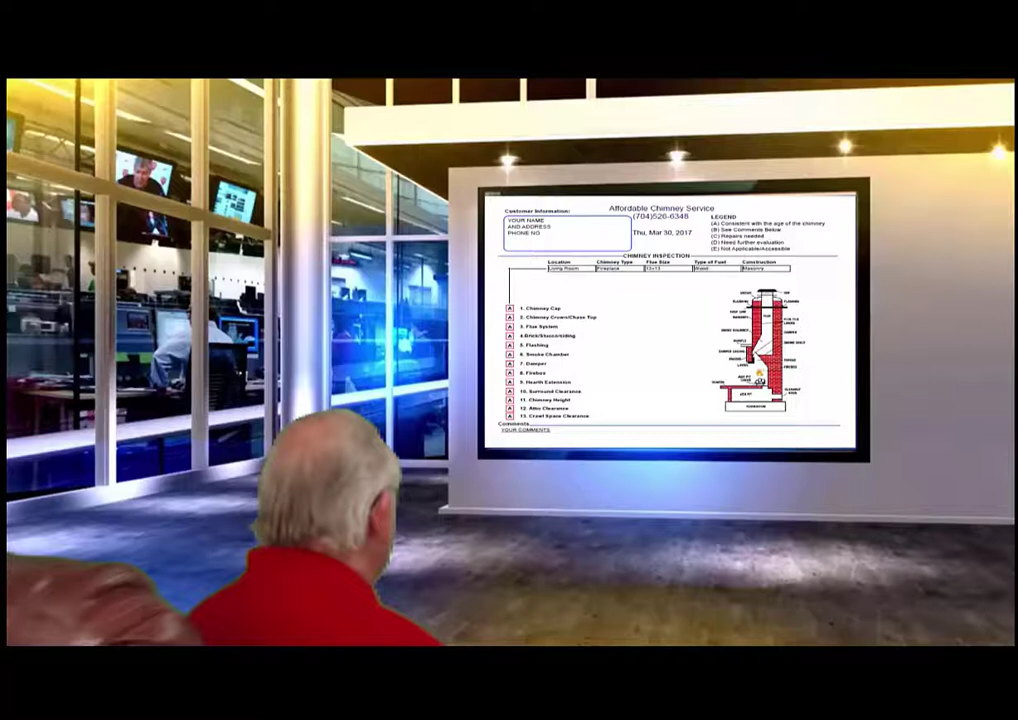 Affordable Chimney Service
Customer Information:
(704)526-6348
YOUR NAME
AND ADDRESS
PHONE NO
Thu, Mar 30, 2017
LEGEND
(A) Consistent with the age of the chimney
(B) See Comments Below
(C) Repairs needed
(D) Need further evaluation
(E) Not Applicable/Accessible
CHIMNEY INSPECTION
Location Chimney Type Flue Size Type of Fuel Construction
Living Room Fireplace 13x13 Wood Masonry
A 1. Chimney Cap
A 2. Chimney Crown/Chase Top
A 3. Flue System
A 4.Brick/Stucco/siding
A 5. Flashing
A 6. Smoke Chamber
A 7. Damper
A 8. Firebox
A 9. Hearth Extension
A 10. Surround Clearance
A 11. Chimney Height
A 12. Attic Clearance
A 13. Crawl Space Clearance
FOUNDATION
Comments
YOUR COMMENTS